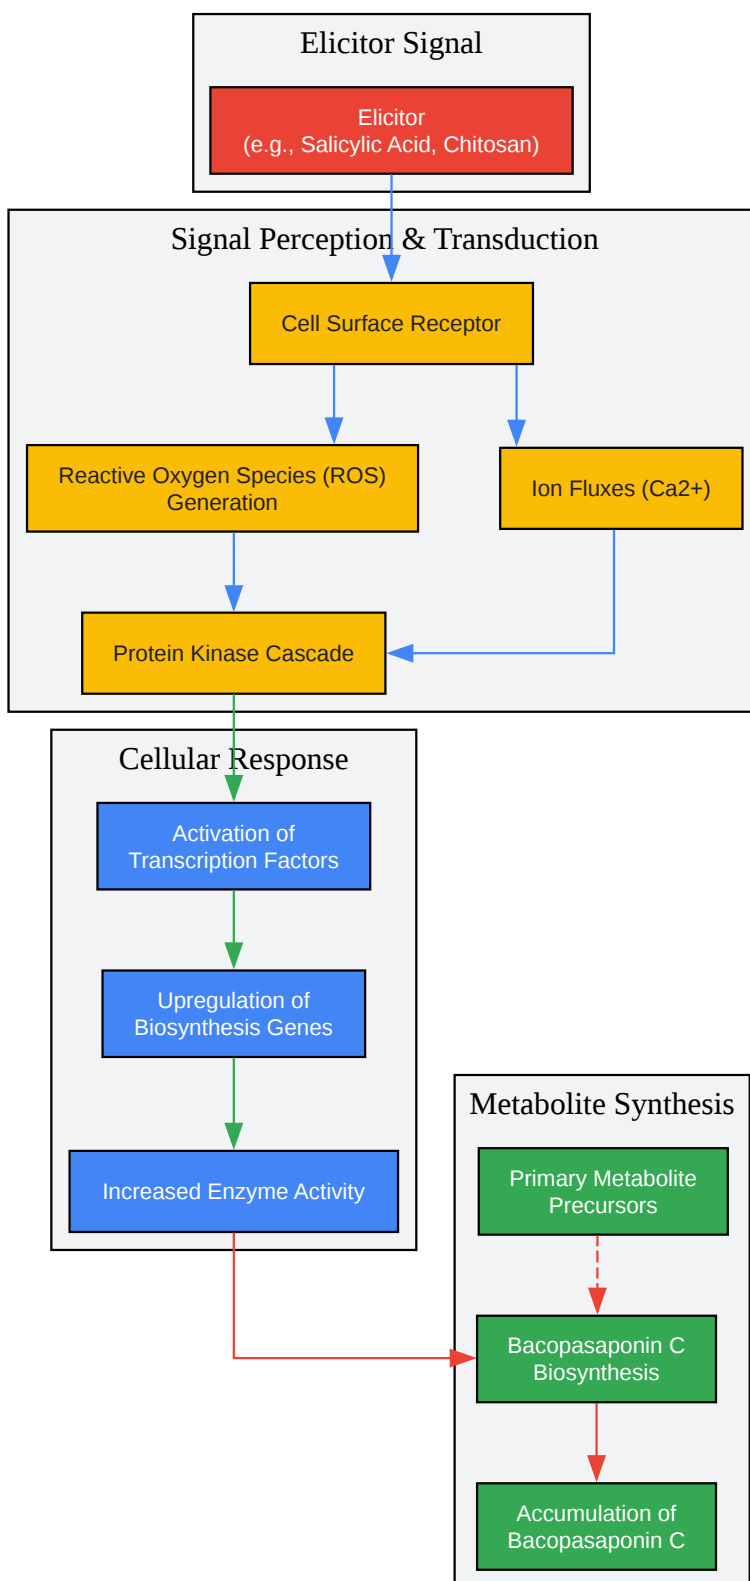 Elicitor Signal
Elicitor
(e.g., Salicylic Acid, Chitosan)
Signal Perception & Transduction
Cell Surface Receptor
Reactive Oxygen Species (ROS)
Generation
Ion Fluxes (Ca2+)
Protein Kinase Cascade
Cellular Response
Activation of
Transcription Factors
Upregulation of
Biosynthesis Genes
Increased Enzyme Activity
Metabolite Synthesis
Primary Metabolite
Precursors
Bacopasaponin C
Biosynthesis
Accumulation of
Bacopasaponin C